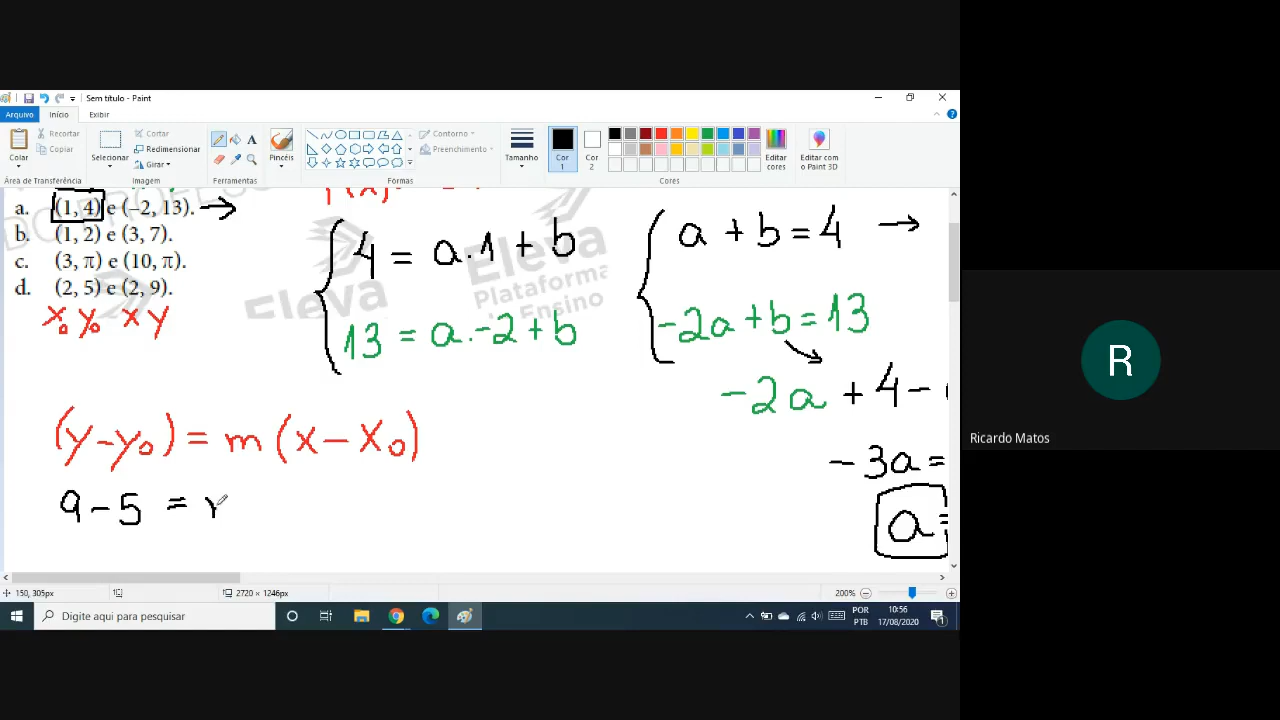 Sem título - Paint
Arquivo Início Exibir
Colar
Recortar
Copiar
Área de Transferência
Selecionar
Cortar
Redimensionar
Girar
Imagem
Ferramentas
Pincéis
Contorno
Preenchimento
Formas
Tamanho
Cor 1
Cor 2
Cores
Editar cores
Editar com o Paint 3D
a. (1, 4) e (–2, 13). →
b. (1, 2) e (3, 7).
c. (3, π) e (10, π).
d. (2, 5) e (2, 9).
x₀ y₀ x y
4 = a.1 + b
13 = a.-2 + b
a + b = 4 →
-2a + b = 13
-2a + 4 -
-3a =
a =
(y - y₀) = m (x - x₀)
9 - 5 =
Eleva
Eleva
Plataforma
Ensino
150, 305px
2720 × 1246px
200%
Digite aqui para pesquisar
POR
PTB
10:56
17/08/2020
1
R
Ricardo Matos